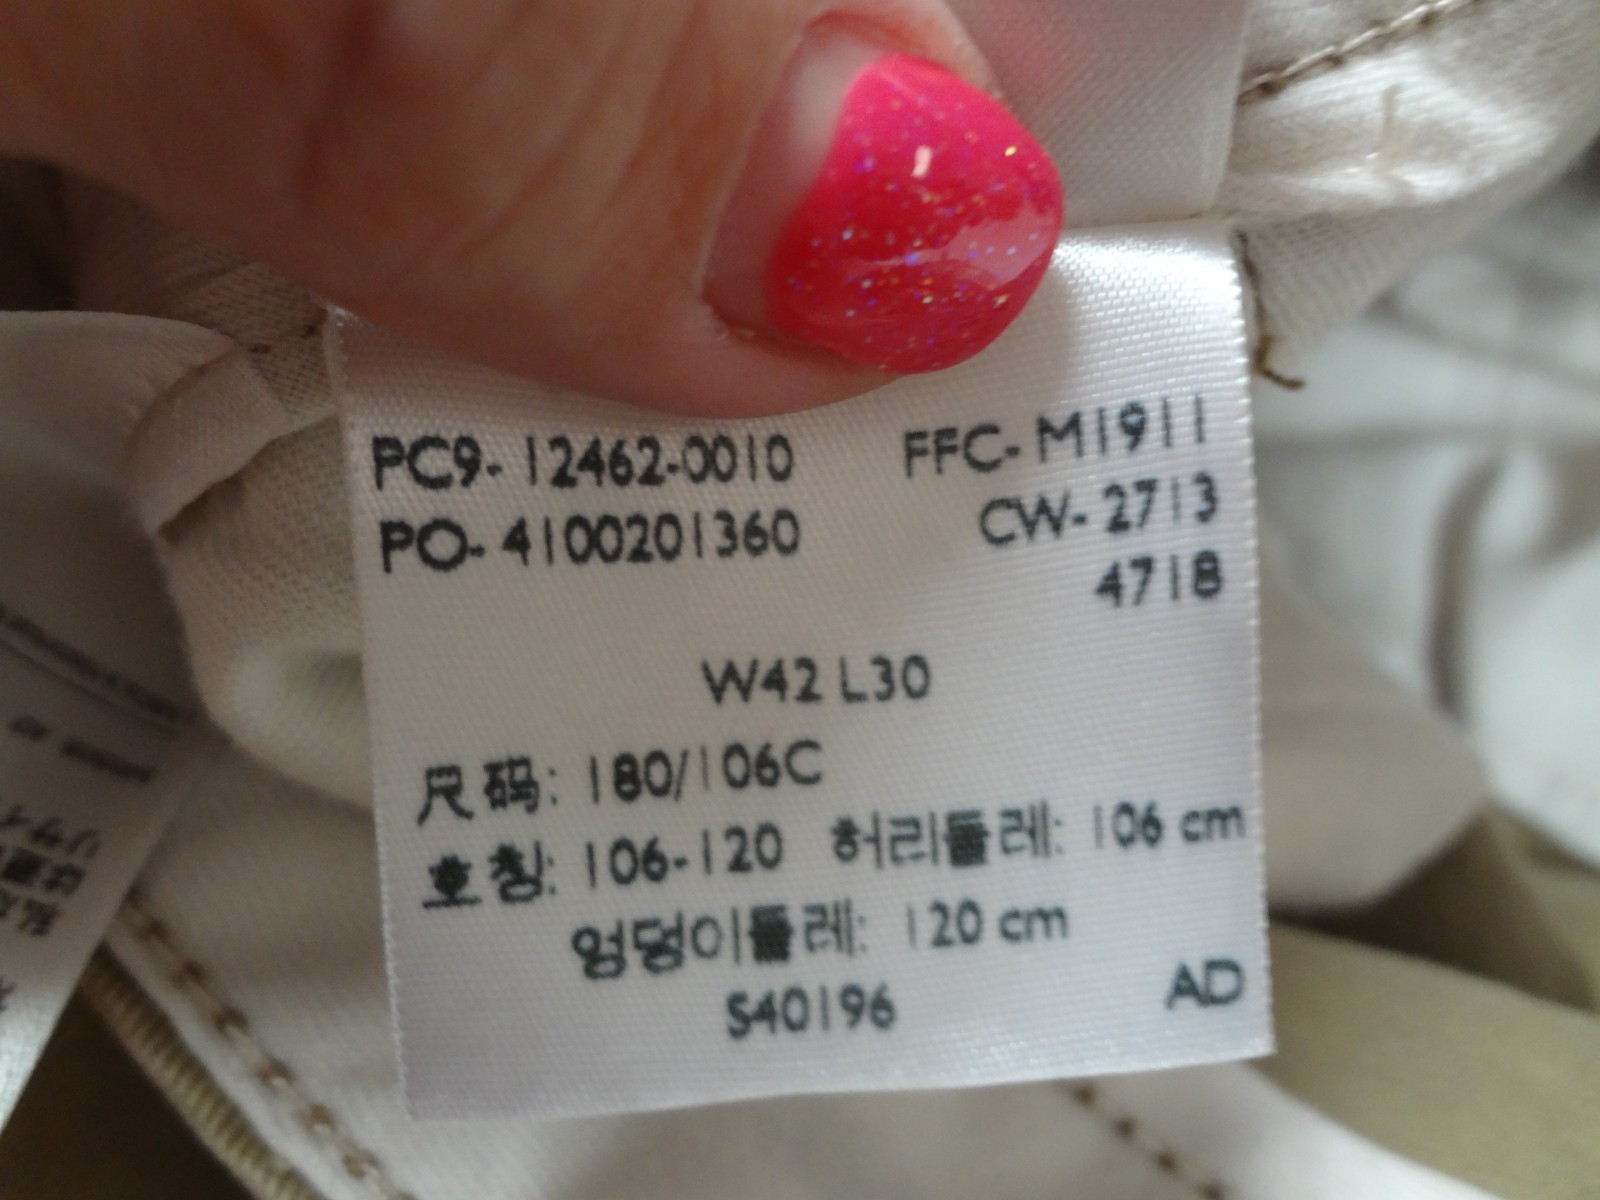 PC9- 12462-0010 FFC- M1911
PO- 4100201360 CW- 2713
4718
W42 L30
尺码: 180/106C
호칭: 106-120 허리둘레: 106 cm
엉덩이둘레: 120 cm
S40196 AD